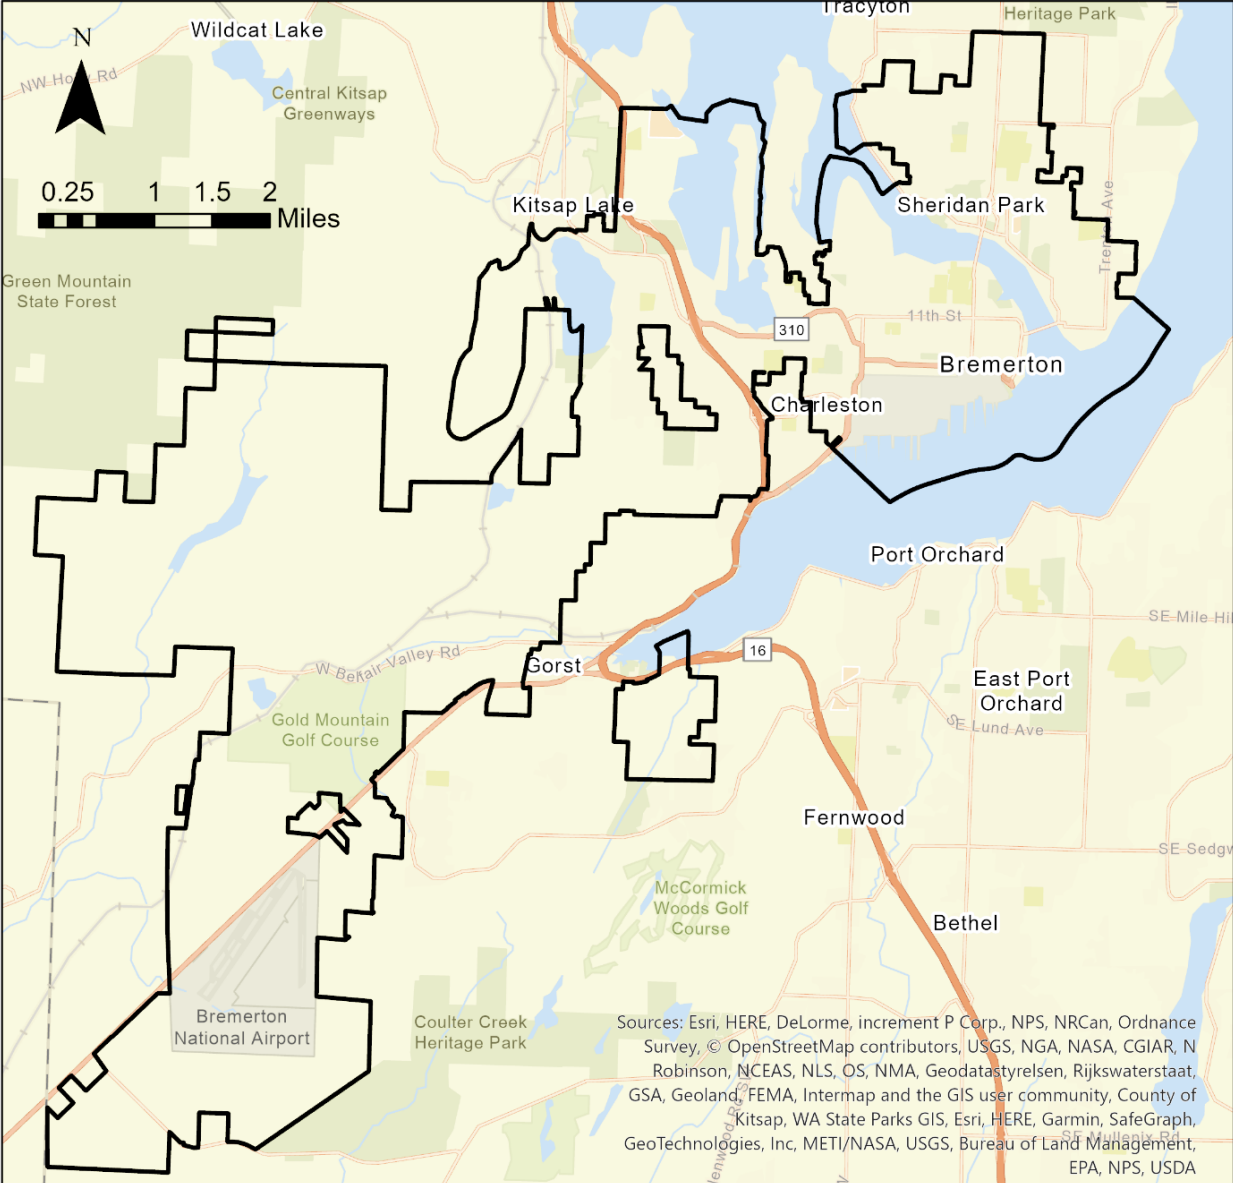 Tracyton
Heritage Park
Wildcat Lake
N
NW Holly Rd
Central Kitsap
Greenways
0.25 1 1.5 2
Miles
Kitsap Lake
Sheridan Park
Trenton Ave
Green Mountain
State Forest
310
11th St
Bremerton
Charleston
Port Orchard
SE Mile Hil
W Belfair Valley Rd
Gorst
16
East Port
Orchard
Gold Mountain
Golf Course
SE Lund Ave
Fernwood
SE Sedgw
McCormick
Woods Golf
Course
Bethel
Bremerton
National Airport
Coulter Creek
Heritage Park
Sources: Esri, HERE, DeLorme, increment P Corp., NPS, NRCan, Ordnance
Survey, © OpenStreetMap contributors, USGS, NGA, NASA, CGIAR, N
Robinson, NCEAS, NLS, OS, NMA, Geodatastyrelsen, Rijkswaterstaat,
GSA, Geoland, FEMA, Intermap and the GIS user community, County of
Kitsap, WA State Parks GIS, Esri, HERE, Garmin, SafeGraph,
GeoTechnologies, Inc, METI/NASA, USGS, Bureau of Land Management,
EPA, NPS, USDA
SE Mullenix Rd